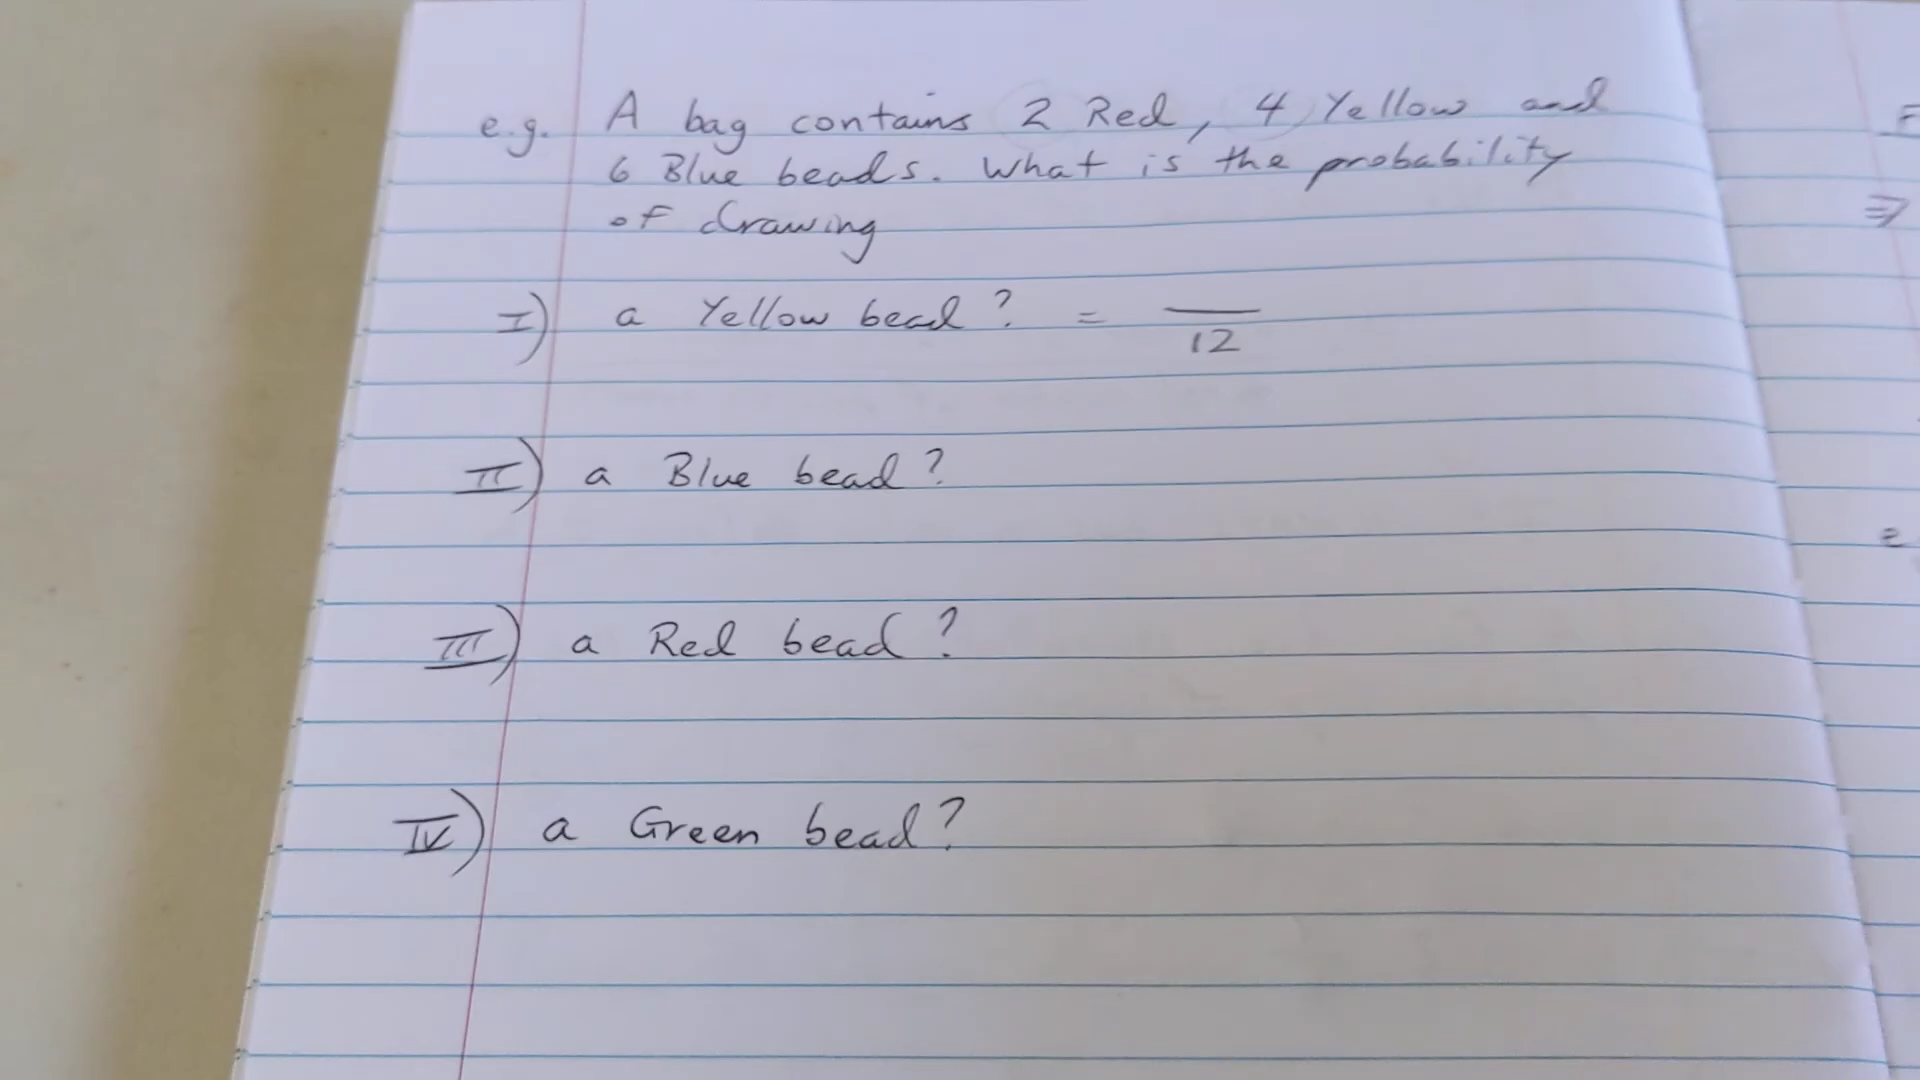 e.g. A bag contains 2 Red, 4 Yellow and
6 Blue beads. What is the probability
of drawing
I) a Yellow bead? = __
12
II) a Blue bead?
III) a Red bead?
IV) a Green bead?
=
⇒
=